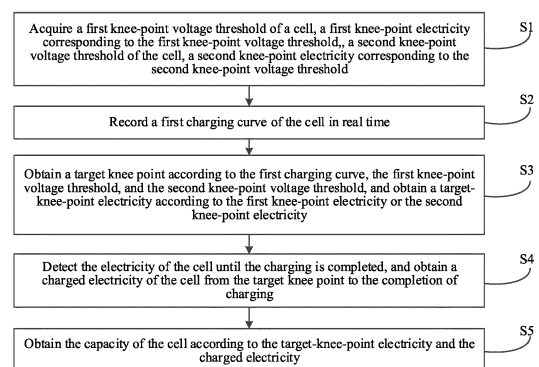 Acquire a first knee-point voltage threshold of a cell, a first knee-point electricity
corresponding to the first knee-point voltage threshold,, a second knee-point
voltage threshold of the cell, a second knee-point electricity corresponding to the
second knee-point voltage threshold
S1
Record a first charging curve of the cell in real time
S2
Obtain a target knee point according to the first charging curve, the first knee-point
voltage threshold, and the second knee-point voltage threshold, and obtain a target-
knee-point electricity according to the first knee-point electricity or the second
knee-point electricity
S3
Detect the electricity of the cell until the charging is completed, and obtain a
charged electricity of the cell from the target knee point to the completion of
charging
S4
Obtain the capacity of the cell according to the target-knee-point electricity and the
charged electricity
S5